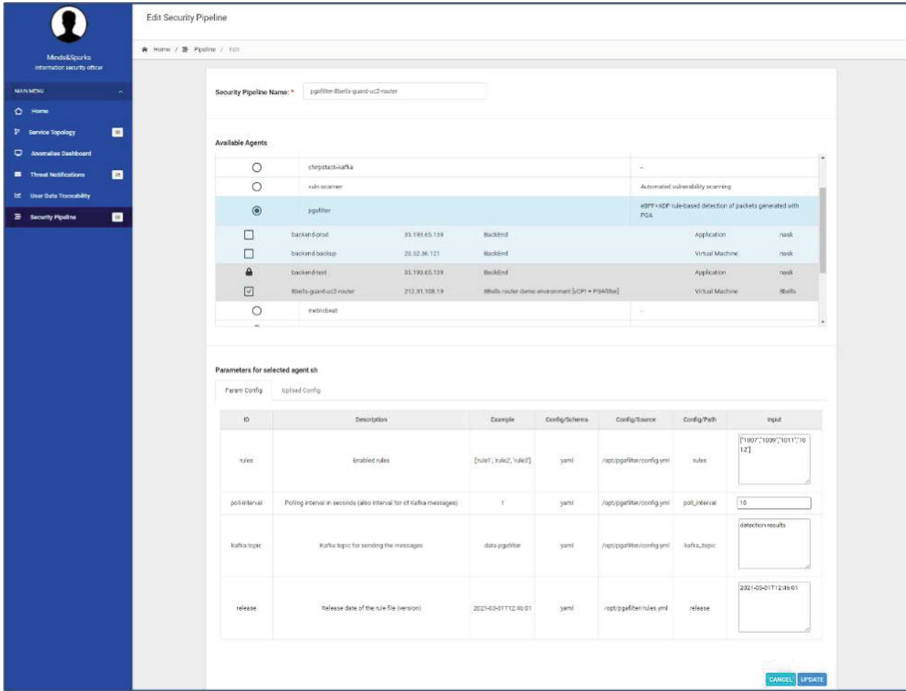 Edit Security Pipeline
Minds&Sparks
Information security officer
Home / Pipeline / Edit
MAIN MENU
Home
Service Topology
Anomalies Dashboard
Threat Notifications
User Data Traceability
Security Pipeline
Security Pipeline Name: * pgafilter-8bells-guard-uc2-router
Available Agents
chirpstack-kafka -
vuln-scanner Automated vulnerability scanning
pgafilter eBPF+XDP rule-based detection of packets generated with
PGA
backend-prod 35.193.65.139 BackEnd Application nask
backend-backup 20.52.36.121 BackEnd Virtual Machine nask
backend-test 35.193.65.139 BackEnd Application nask
8bells-guard-uc2-router 212.51.108.19 8Bells router demo environment [vDPI + PGAfilter] Virtual Machine 8bells
metricbeat -
Parameters for selected agent sh
Param Config Upload Config
ID Description Example Config/Schema Config/Source Config/Path Input
rules Enabled rules ['rule1', 'rule2', 'rule3'] yaml /opt/pgafilter/config.yml rules ['1007','1009','1011','10
12']
poll-interval Polling interval in seconds (also interval for of Kafka messages) 1 yaml /opt/pgafilter/config.yml poll_interval 10
kafka-topic Kafka topic for sending the messages data-pgafilter yaml /opt/pgafilter/config.yml kafka_topic detection-results
release Release date of the rule file (version) 2021-03-01T12:46:01 yaml /opt/pgafilter/rules.yml release 2021-03-01T12:46:01
CANCEL UPDATE